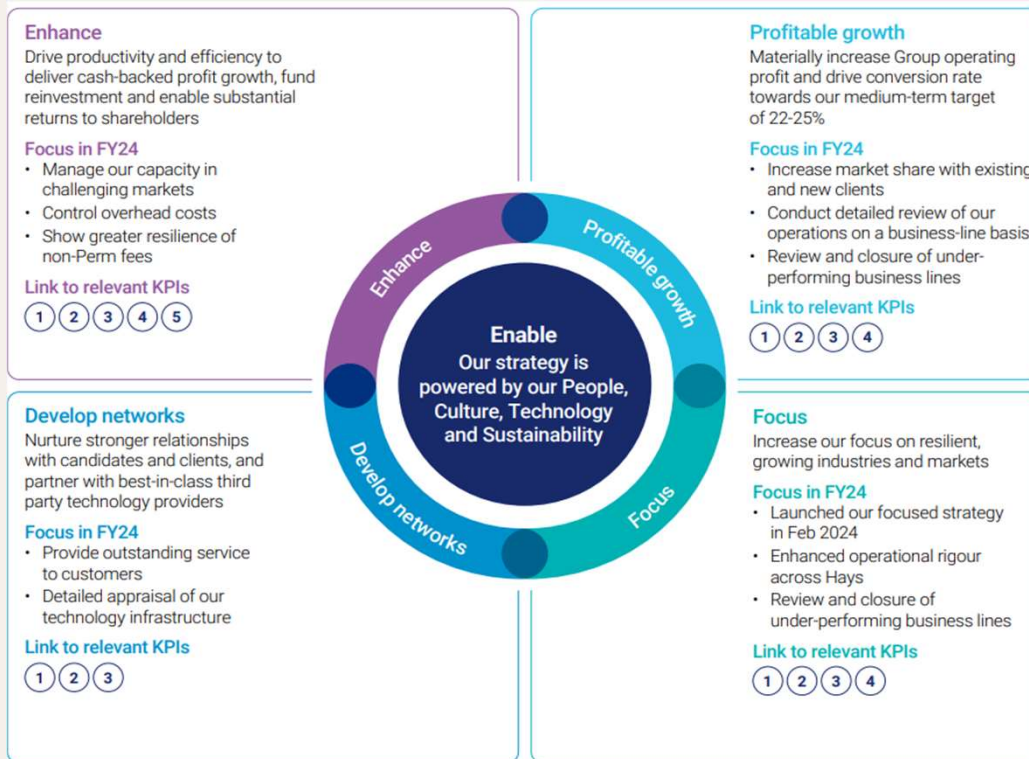 Enhance
Drive productivity and efficiency to
deliver cash-backed profit growth, fund
reinvestment and enable substantial
returns to shareholders
Focus in FY24
• Manage our capacity in
challenging markets
• Control overhead costs
• Show greater resilience of
non-Perm fees
Link to relevant KPIs
1 2 3 4 5
Profitable growth
Materially increase Group operating
profit and drive conversion rate
towards our medium-term target
of 22-25%
Focus in FY24
• Increase market share with existing
and new clients
• Conduct detailed review of our
operations on a business-line basis
• Review and closure of under-
performing business lines
Link to relevant KPIs
1 2 3 4
Enhance
Profitable growth
Enable
Our strategy is
powered by our People,
Culture, Technology
and Sustainability
Develop networks
Focus
Develop networks
Nurture stronger relationships
with candidates and clients, and
partner with best-in-class third
party technology providers
Focus in FY24
• Provide outstanding service
to customers
• Detailed appraisal of our
technology infrastructure
Link to relevant KPIs
1 2 3
Focus
Increase our focus on resilient,
growing industries and markets
Focus in FY24
• Launched our focused strategy
in Feb 2024
• Enhanced operational rigour
across Hays
• Review and closure of
under-performing business lines
Link to relevant KPIs
1 2 3 4